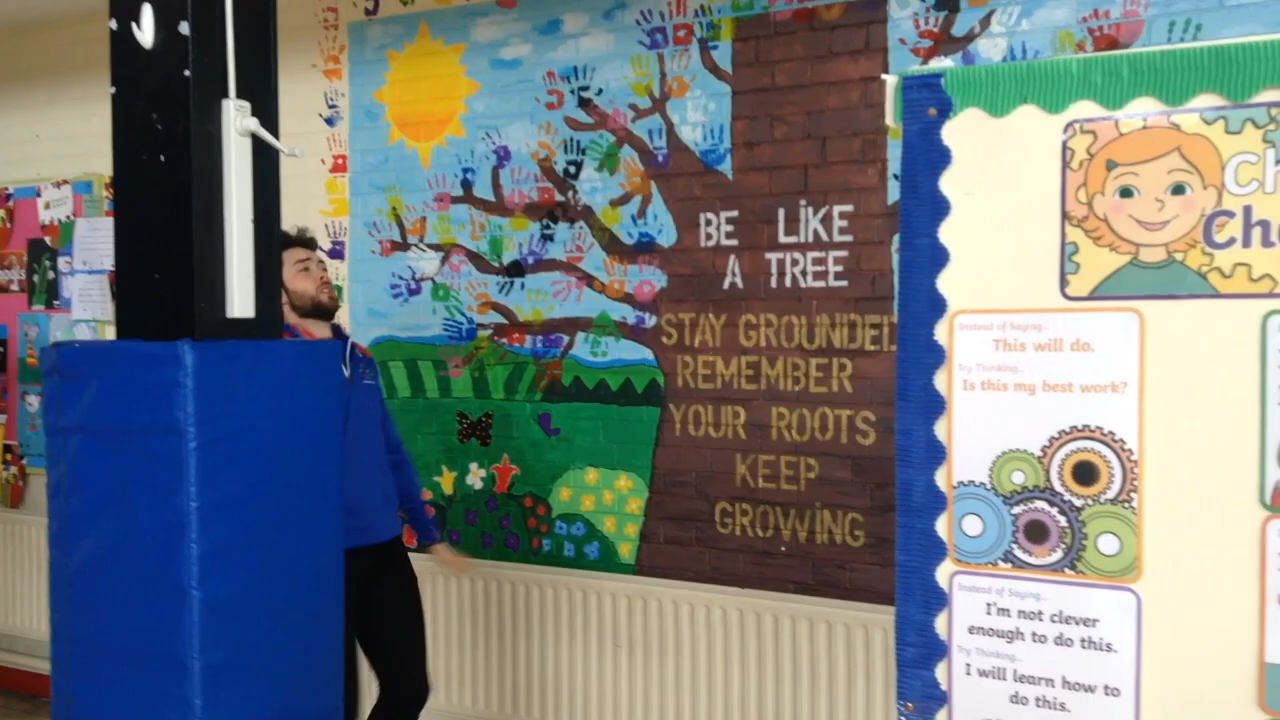 BE LIKE
A TREE
STAY GROUNDED
REMEMBER
YOUR ROOTS
KEEP
GROWING
Ch
Ch
Instead of Saying...
This will do.
Try Thinking...
Is this my best work?
Instead of Saying...
I'm not clever
enough to do this.
Try Thinking...
I will learn how to
do this.